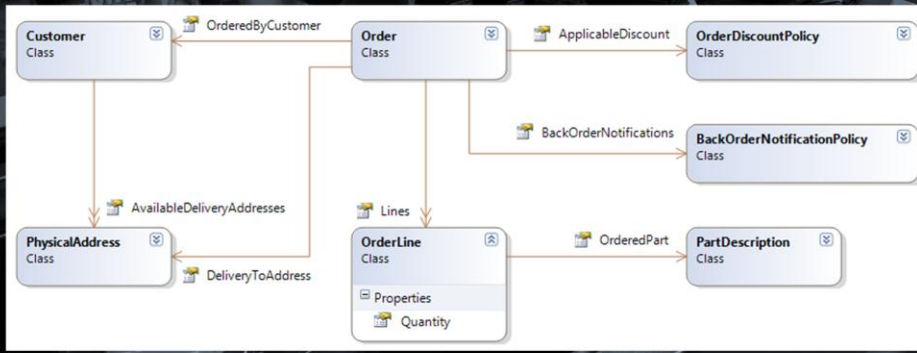 Customer
Class
OrderedByCustomer
Order
Class
ApplicableDiscount
OrderDiscountPolicy
Class
BackOrderNotifications
BackOrderNotificationPolicy
Class
AvailableDeliveryAddresses
Lines
PhysicalAddress
Class
DeliveryToAddress
OrderLine
Class
Properties
Quantity
OrderedPart
PartDescription
Class